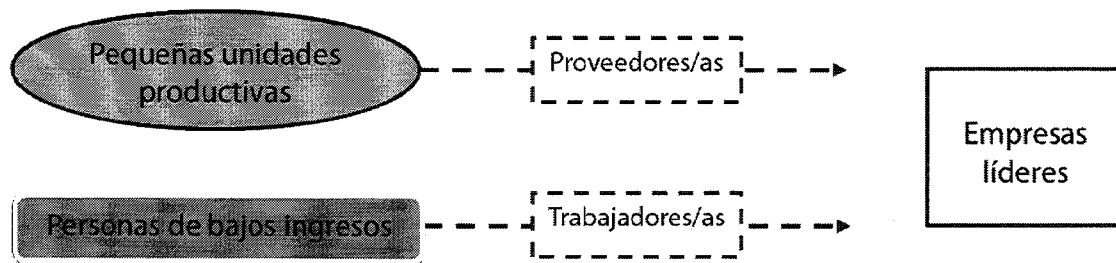 Pequeñas unidades
productivas
Proveedores/as
Empresas
líderes
Personas de bajos ingresos
Trabajadores/as